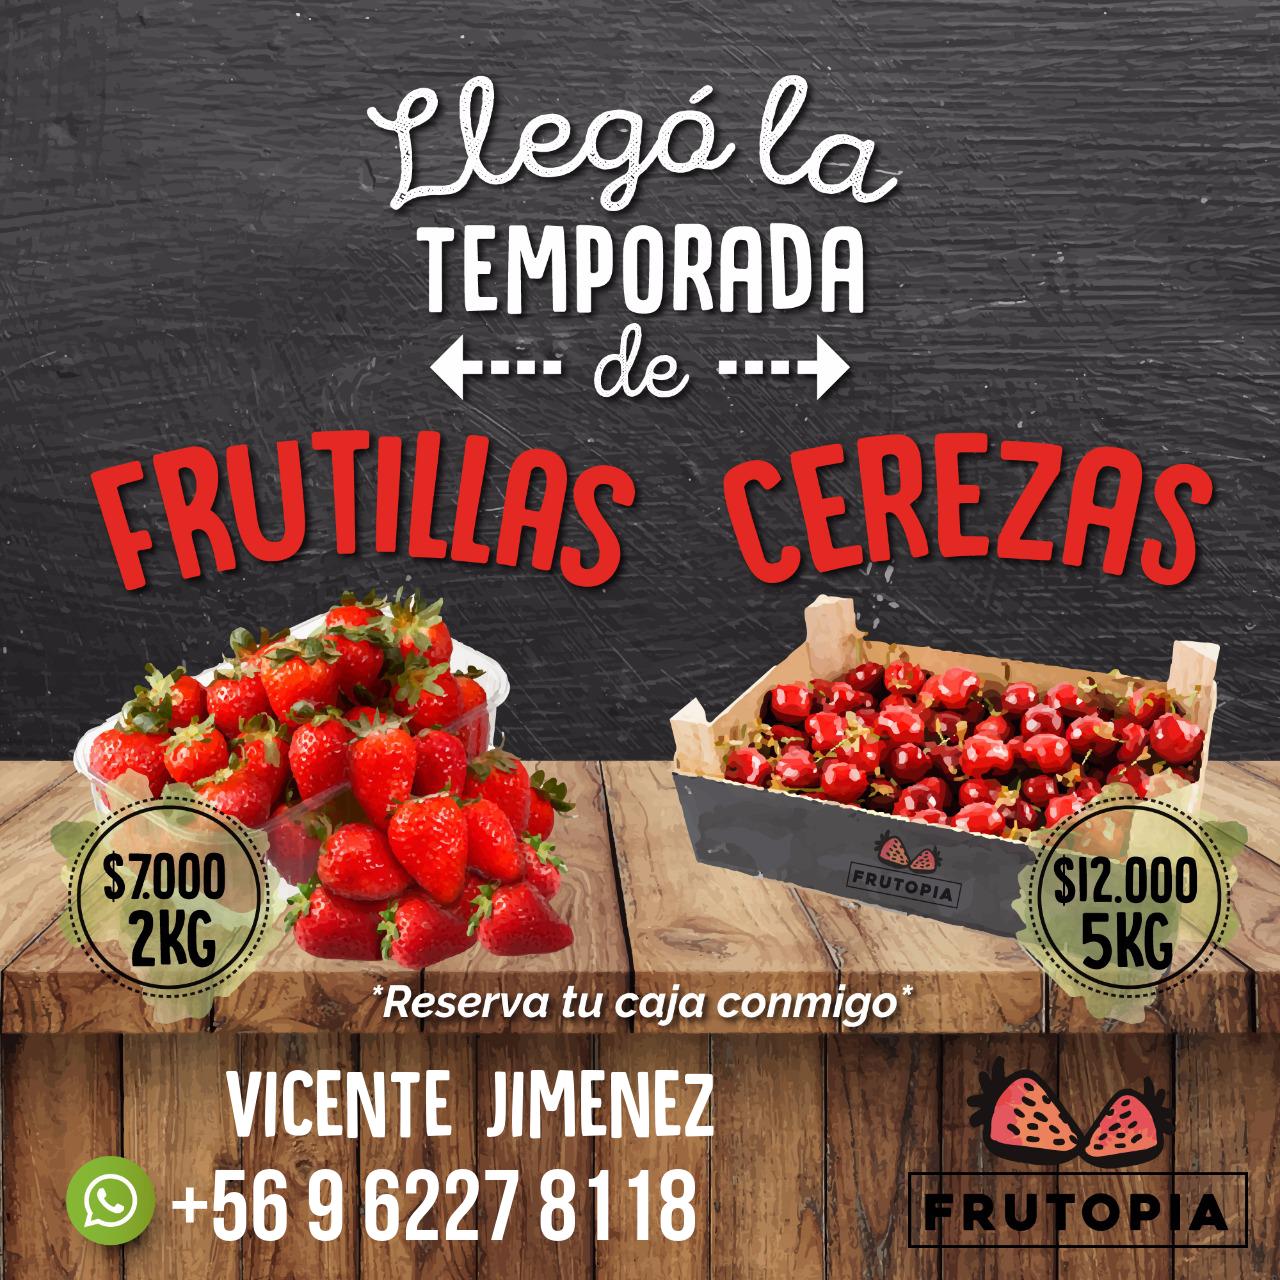 Llegó la
TEMPORADA
de
FRUTILLAS CEREZAS
FRUTOPIA
$7.000
2KG
$12.000
5KG
*Reserva tu caja conmigo*
VICENTE JIMENEZ
+56 9 6227 8118
FRUTOPIA